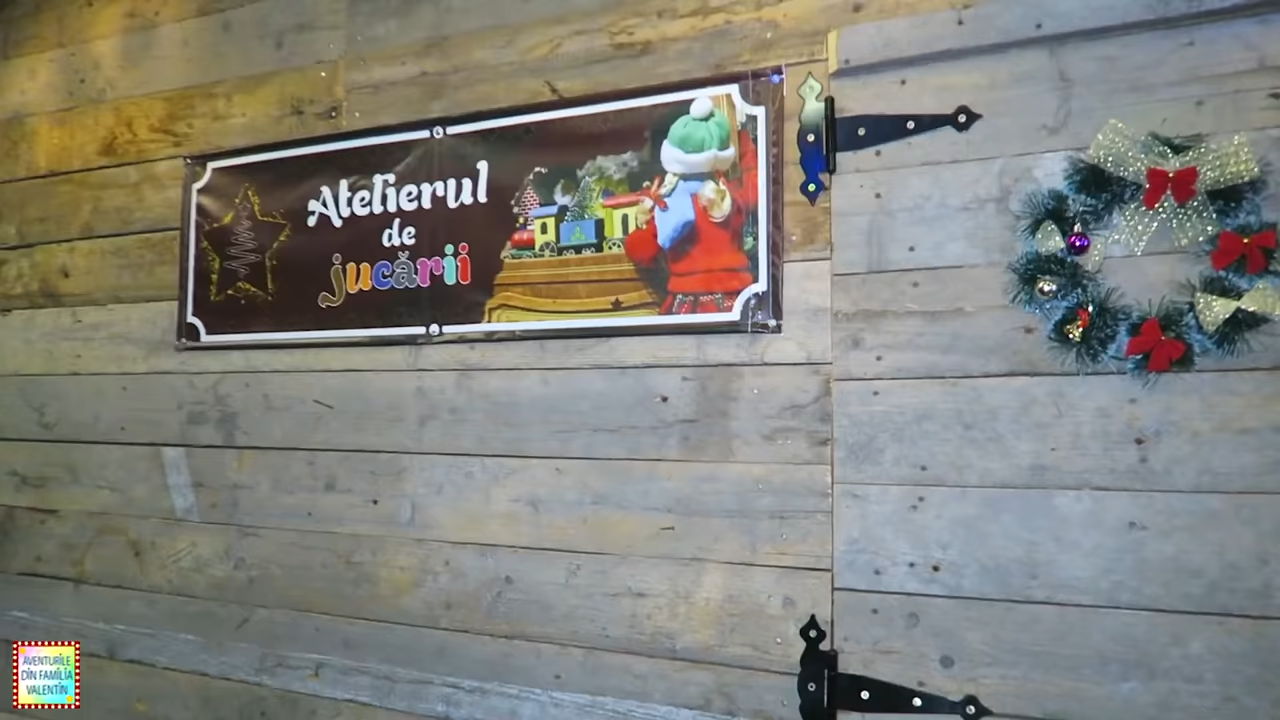 Atelierul
de
jucării
AVENTURILE
DIN FAMILIA
VALENTIN